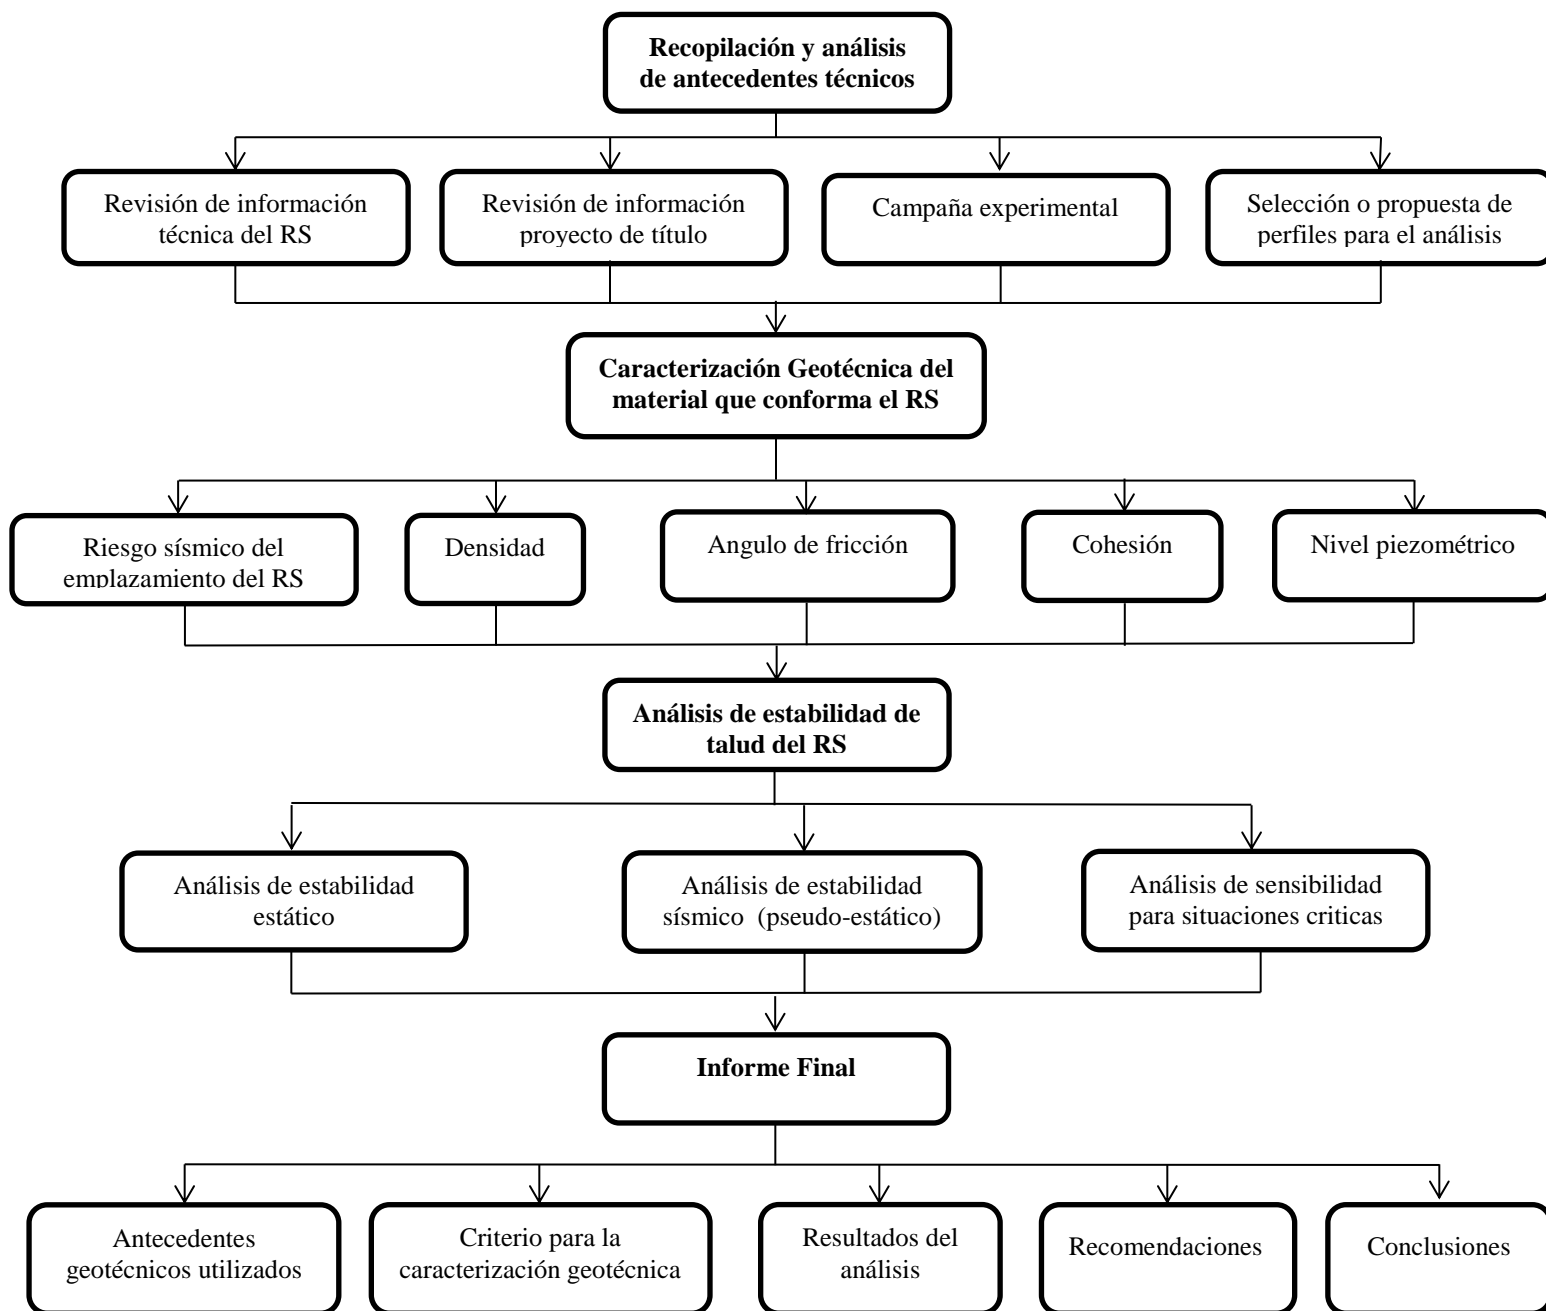 Recopilación y análisis
de antecedentes técnicos
Revisión de información
técnica del RS
Revisión de información
proyecto de título
Campaña experimental
Selección o propuesta de
perfiles para el análisis
Caracterización Geotécnica del
material que conforma el RS
Riesgo sísmico del
emplazamiento del RS
Densidad
Angulo de fricción
Cohesión
Nivel piezométrico
Análisis de estabilidad de
talud del RS
Análisis de estabilidad
estático
Análisis de estabilidad
sísmico (pseudo-estático)
Análisis de sensibilidad
para situaciones criticas
Informe Final
Antecedentes
geotécnicos utilizados
Criterio para la
caracterización geotécnica
Resultados del
análisis
Recomendaciones
Conclusiones